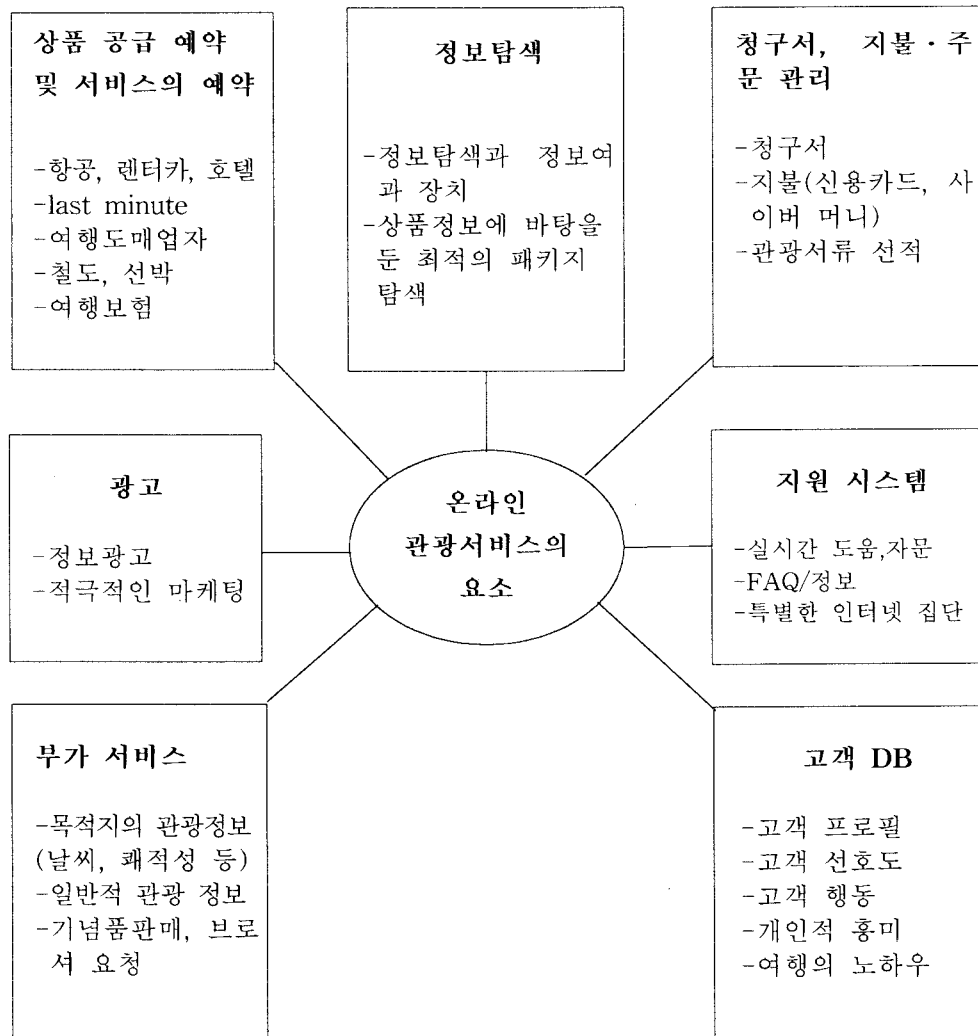 상품 공급 예약
및 서비스의 예약
-항공, 렌터카, 호텔
-last minute
-여행도매업자
-철도, 선박
-여행보험
정보탐색
-정보탐색과 정보여
과 장치
-상품정보에 바탕을
둔 최적의 패키지
탐색
청구서, 지불·주
문 관리
-청구서
-지불(신용카드, 사
이버 머니)
-관광서류 선적
광고
-정보광고
-적극적인 마케팅
온라인
관광서비스의
요소
지원 시스템
-실시간 도움,자문
-FAQ/정보
-특별한 인터넷 집단
부가 서비스
-목적지의 관광정보
(날씨, 쾌적성 등)
-일반적 관광 정보
-기념품판매, 브로
셔 요청
고객 DB
-고객 프로필
-고객 선호도
-고객 행동
-개인적 흥미
-여행의 노하우